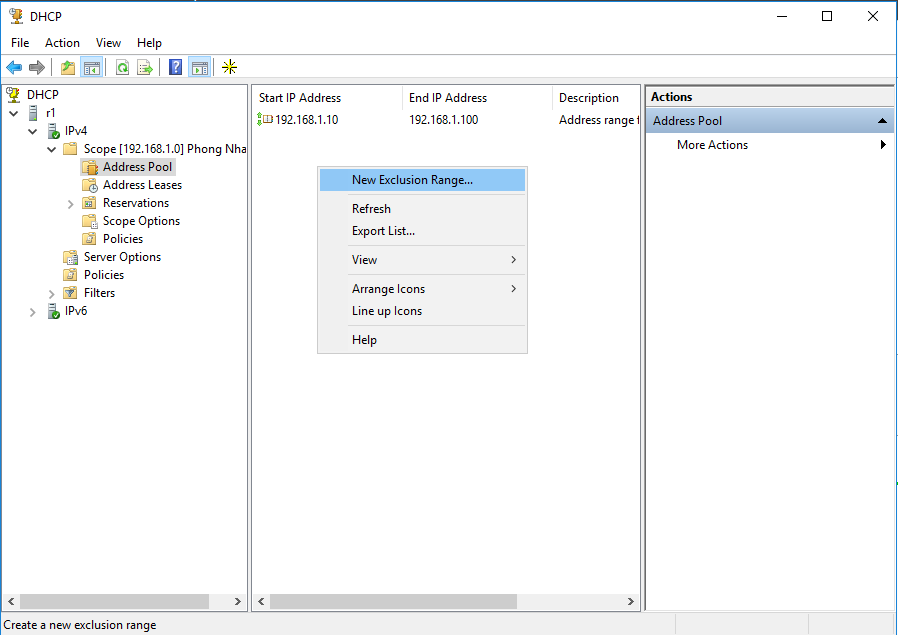 DHCP
File Action View Help
DHCP
r1
IPv4
Scope [192.168.1.0] Phong Nha
Address Pool
Address Leases
Reservations
Scope Options
Policies
Server Options
Policies
Filters
IPv6
Start IP Address End IP Address Description
192.168.1.10 192.168.1.100 Address range f
New Exclusion Range...
Refresh
Export List...
View
Arrange Icons
Line up Icons
Help
Actions
Address Pool
More Actions
Create a new exclusion range